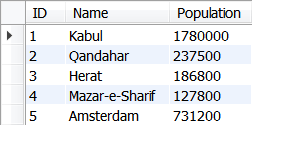 ID Name Population
1 Kabul 1780000
2 Qandahar 237500
3 Herat 186800
4 Mazar-e-Sharif 127800
5 Amsterdam 731200